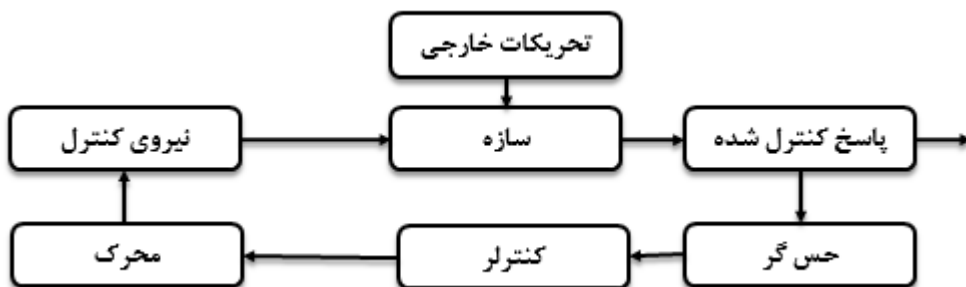 تحریکات خارجی
نیروی کنترل
سازه
پاسخ کنترل شده
محرک
کنترلر
حس گر